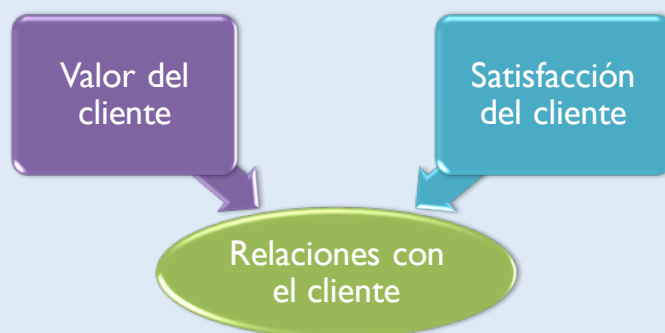 Valor del
cliente
Satisfacción
del cliente
Relaciones con
el cliente